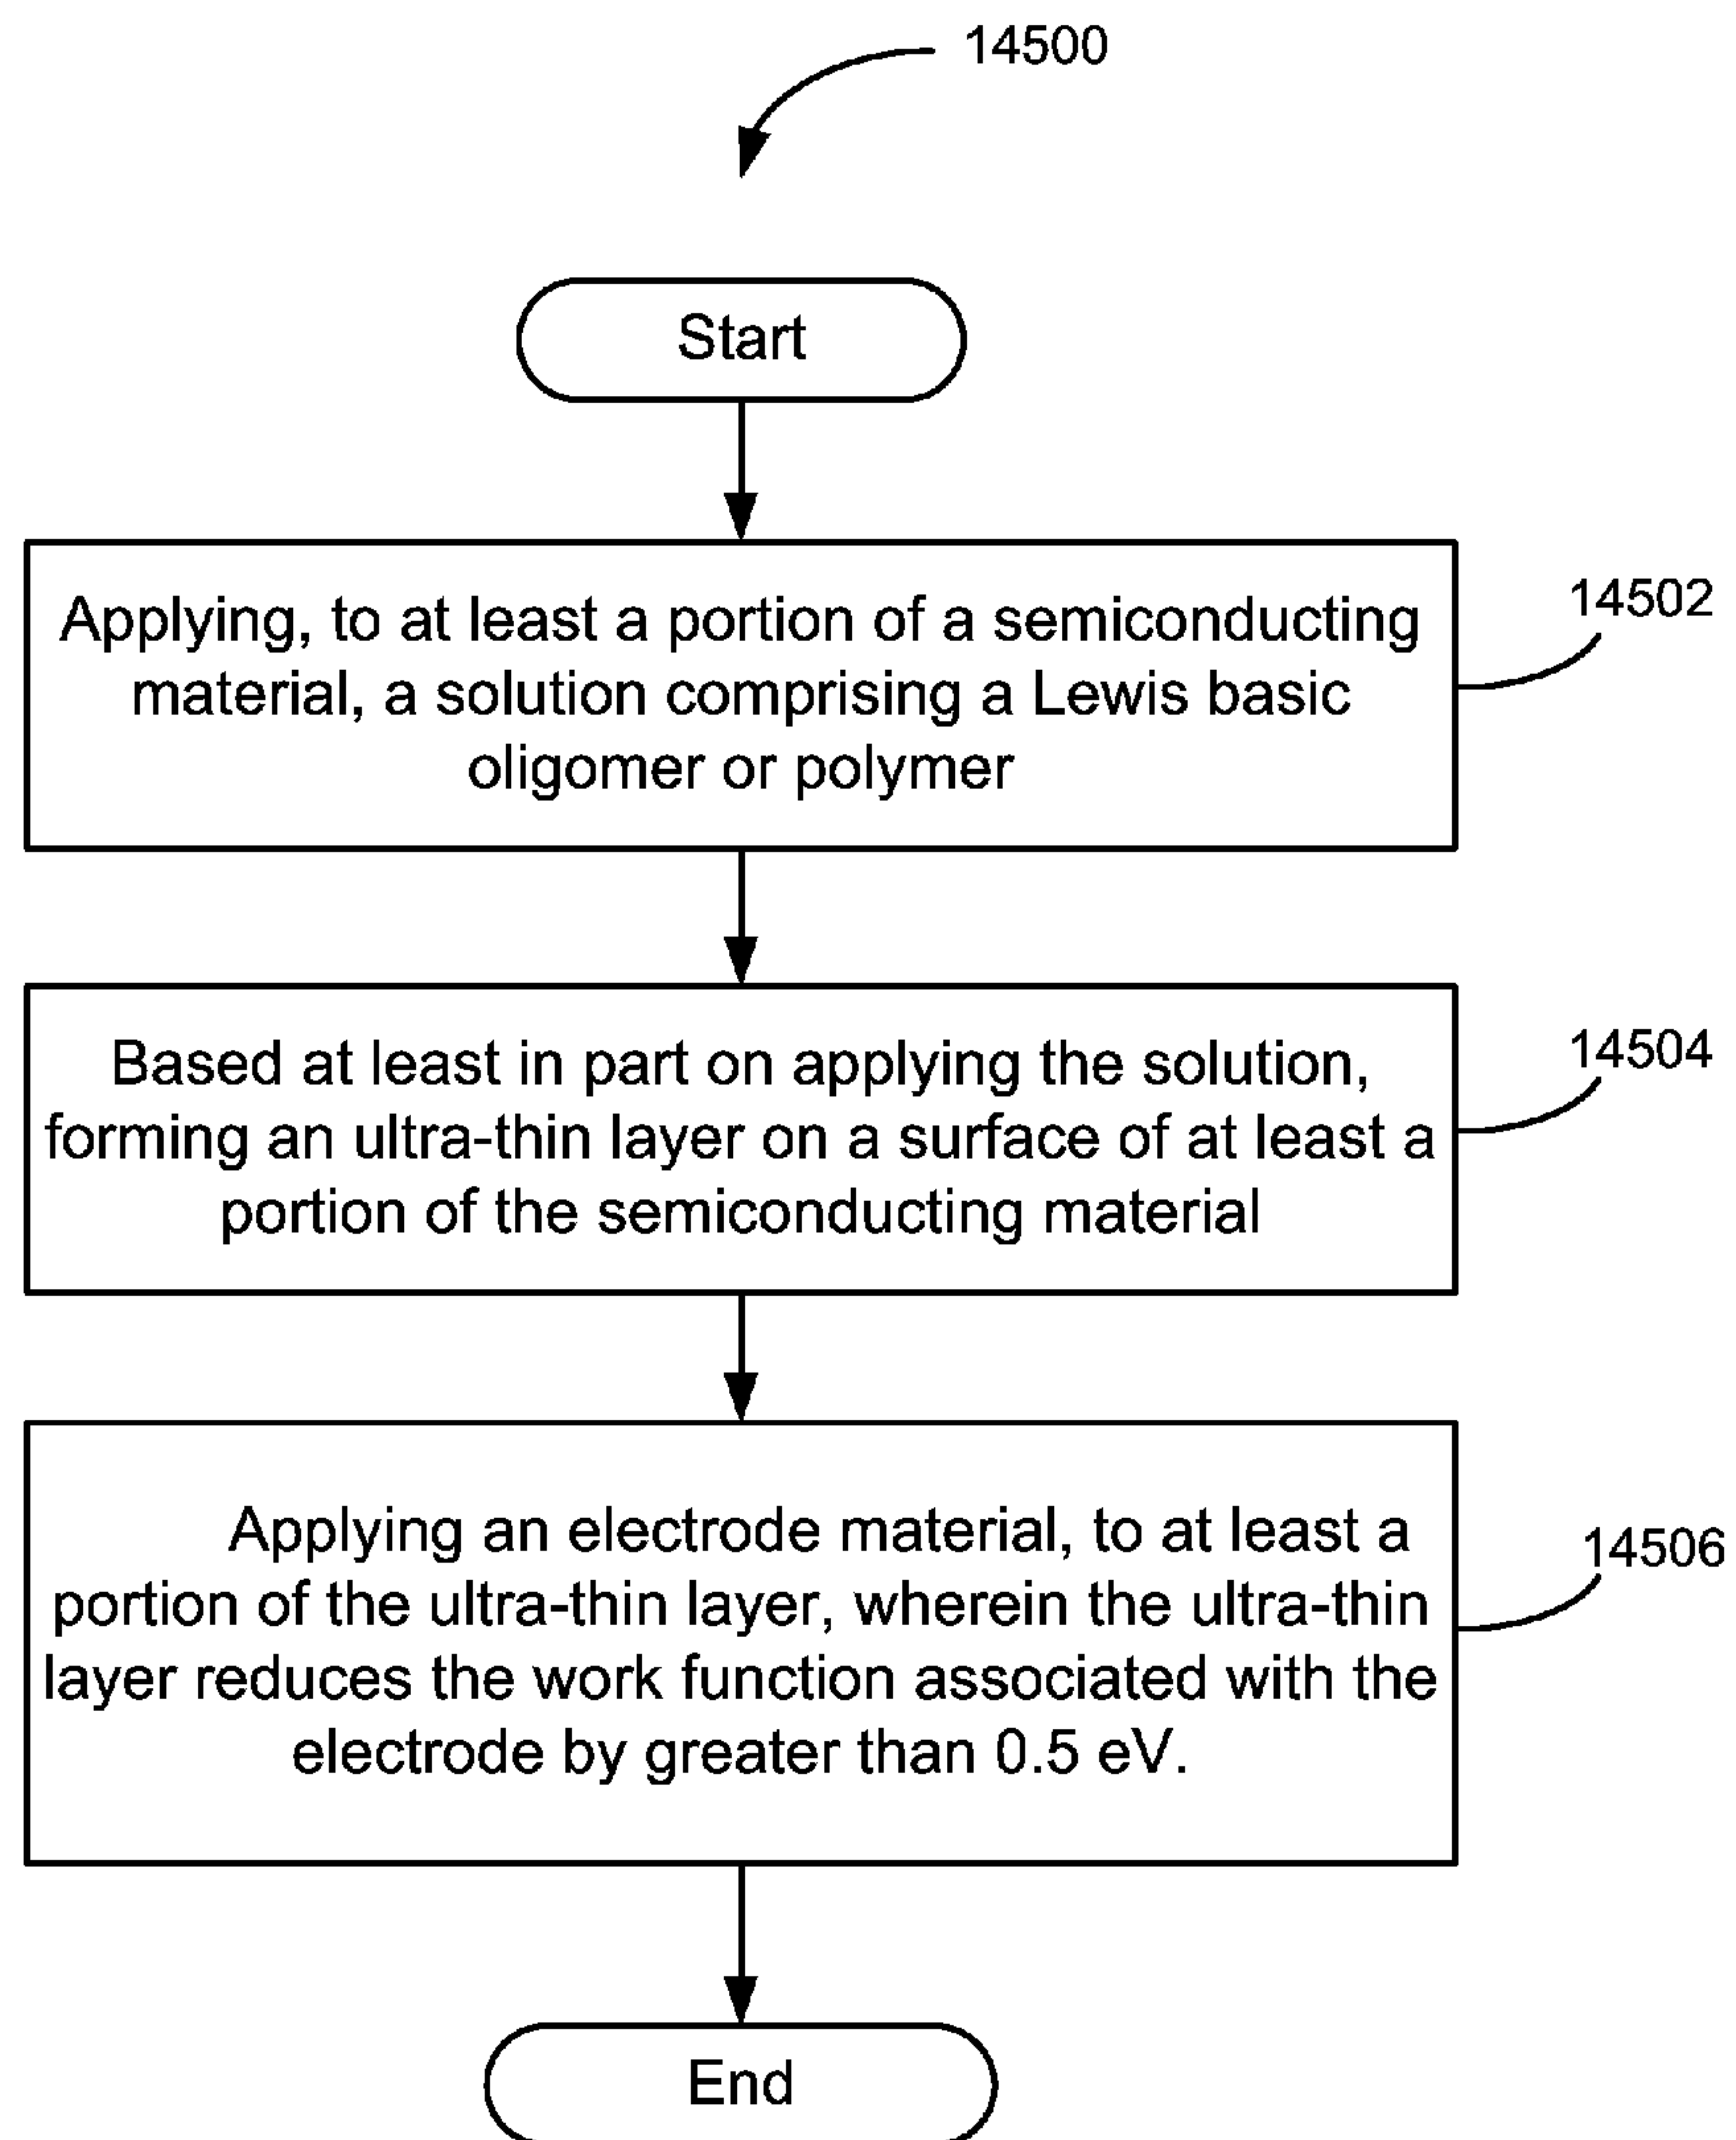 14500
Start
Applying, to at least a portion of a semiconducting
material, a solution comprising a Lewis basic
oligomer or polymer
14502
Based at least in part on applying the solution,
forming an ultra-thin layer on a surface of at least a
portion of the semiconducting material
14504
Applying an electrode material, to at least a
portion of the ultra-thin layer, wherein the ultra-thin
layer reduces the work function associated with the
electrode by greater than 0.5 eV.
14506
End